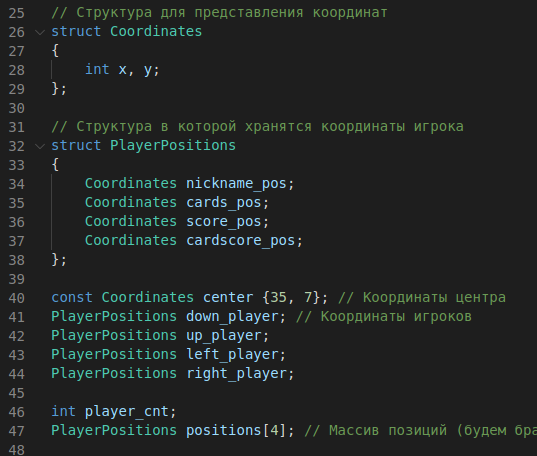 25 // Структура для представления координат
26 struct Coordinates
27 {
28     int x, y;
29 };
30
31 // Структура в которой хранятся координаты игрока
32 struct PlayerPositions
33 {
34     Coordinates nickname_pos;
35     Coordinates cards_pos;
36     Coordinates score_pos;
37     Coordinates cardscore_pos;
38 };
39
40 const Coordinates center {35, 7}; // Координаты центра
41 PlayerPositions down_player; // Координаты игроков
42 PlayerPositions up_player;
43 PlayerPositions left_player;
44 PlayerPositions right_player;
45
46 int player_cnt;
47 PlayerPositions positions[4]; // Массив позиций (будем бра
48